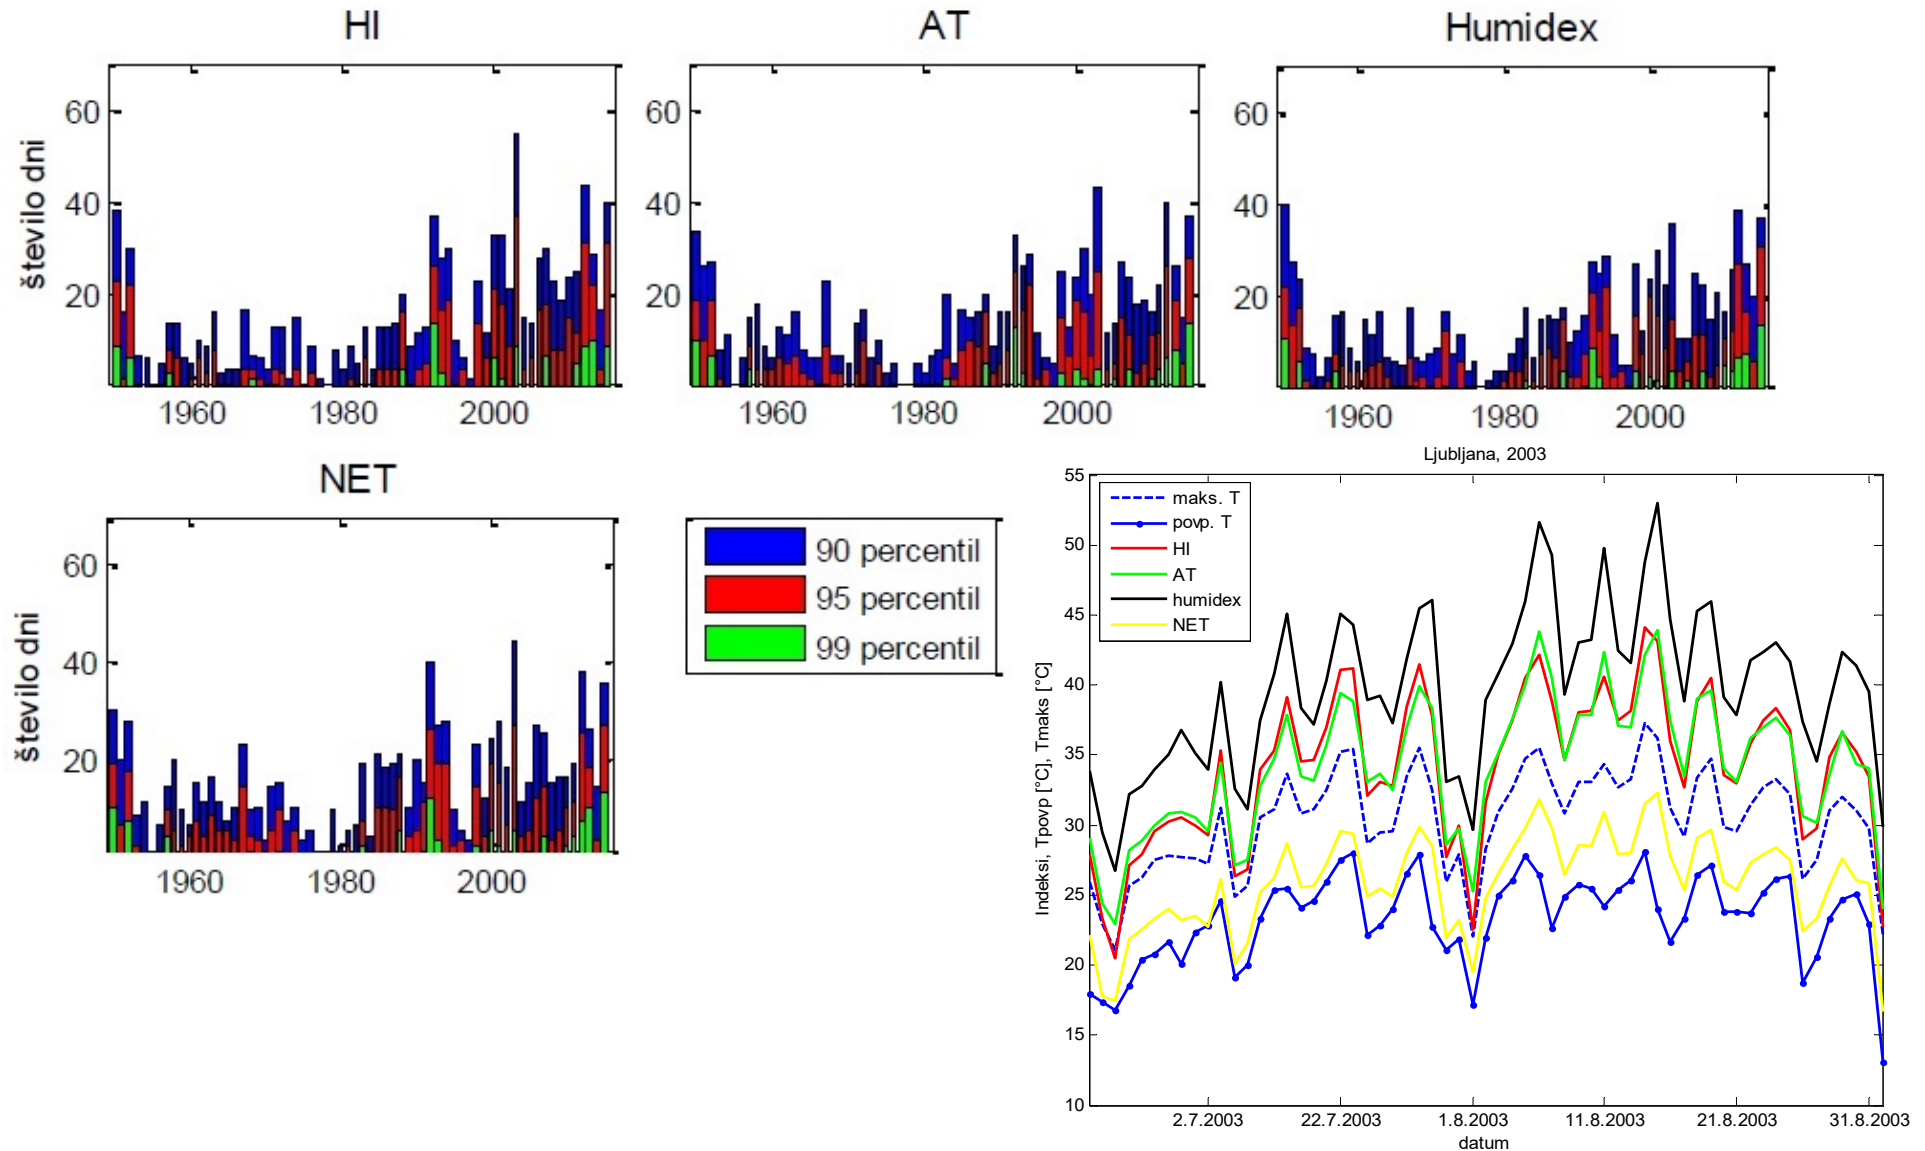 HI
AT
Humidex
število dni
60
40
20
1960
1980
2000
60
40
20
1960
1980
2000
60
40
20
1960
1980
2000
NET
število dni
60
40
20
1960
1980
2000
90 percentil
95 percentil
99 percentil
Ljubljana, 2003
maks. T
povp. T
HI
AT
humidex
NET
Indeksi, Tpovp [°C], Tmaks [°C]
55
50
45
40
35
30
25
20
15
10
2.7.2003
22.7.2003
1.8.2003
11.8.2003
21.8.2003
31.8.2003
datum